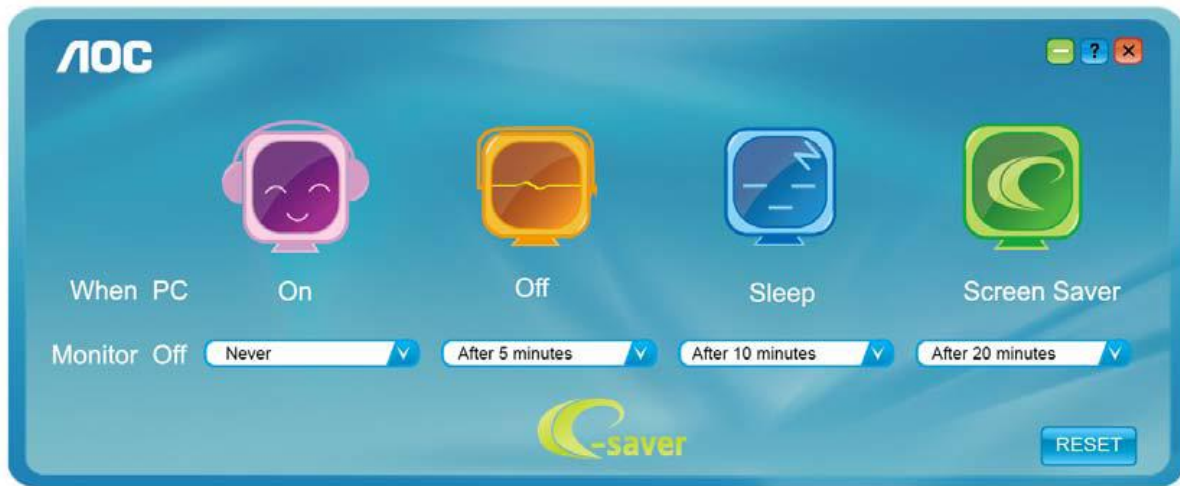 AOC
?
When PC On Off Sleep Screen Saver
Monitor Off Never After 5 minutes After 10 minutes After 20 minutes
e-saver
RESET